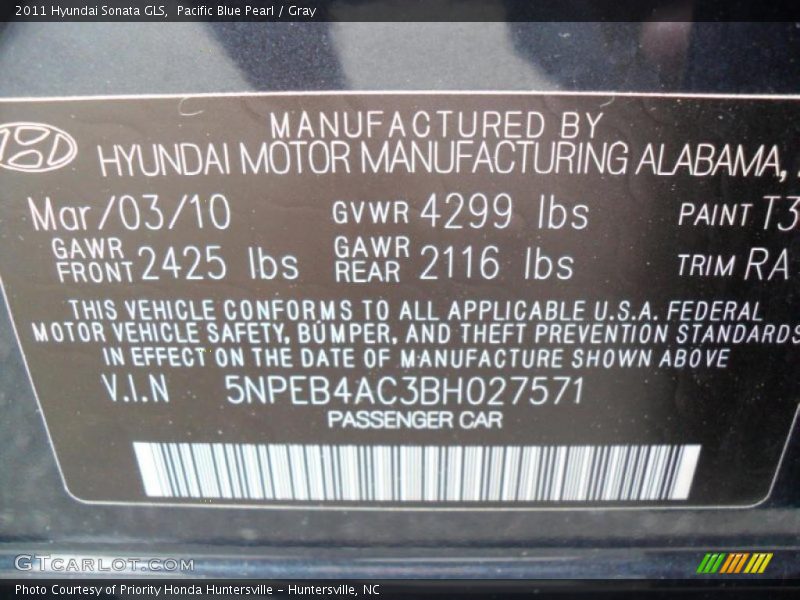 2011 Hyundai Sonata GLS, Pacific Blue Pearl / Gray
MANUFACTURED BY
HYUNDAI MOTOR MANUFACTURING ALABAMA,
Mar/03/10 GVWR 4299 lbs PAINT T3
GAWR FRONT 2425 lbs GAWR REAR 2116 lbs TRIM RA
THIS VEHICLE CONFORMS TO ALL APPLICABLE U.S.A. FEDERAL
MOTOR VEHICLE SAFETY, BUMPER, AND THEFT PREVENTION STANDARDS
IN EFFECT ON THE DATE OF MANUFACTURE SHOWN ABOVE
V.I.N 5NPEB4AC3BH027571
PASSENGER CAR
GTCARLOT.COM
Photo Courtesy of Priority Honda Huntersville – Huntersville, NC